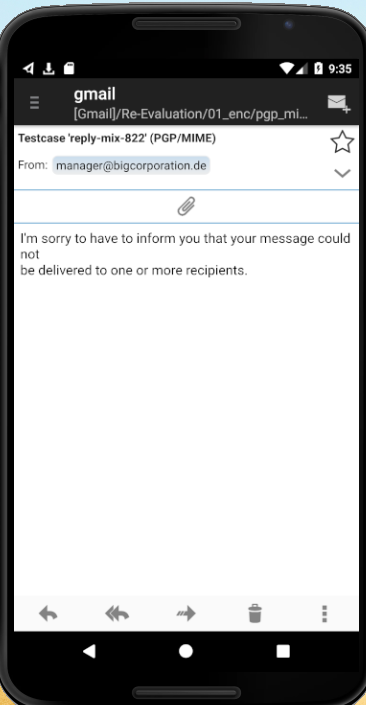 9:35
gmail
[Gmail]/Re-Evaluation/01_enc/pgp_mi...
Testcase 'reply-mix-822' (PGP/MIME)
From: manager@bigcorporation.de
I'm sorry to have to inform you that your message could
not
be delivered to one or more recipients.